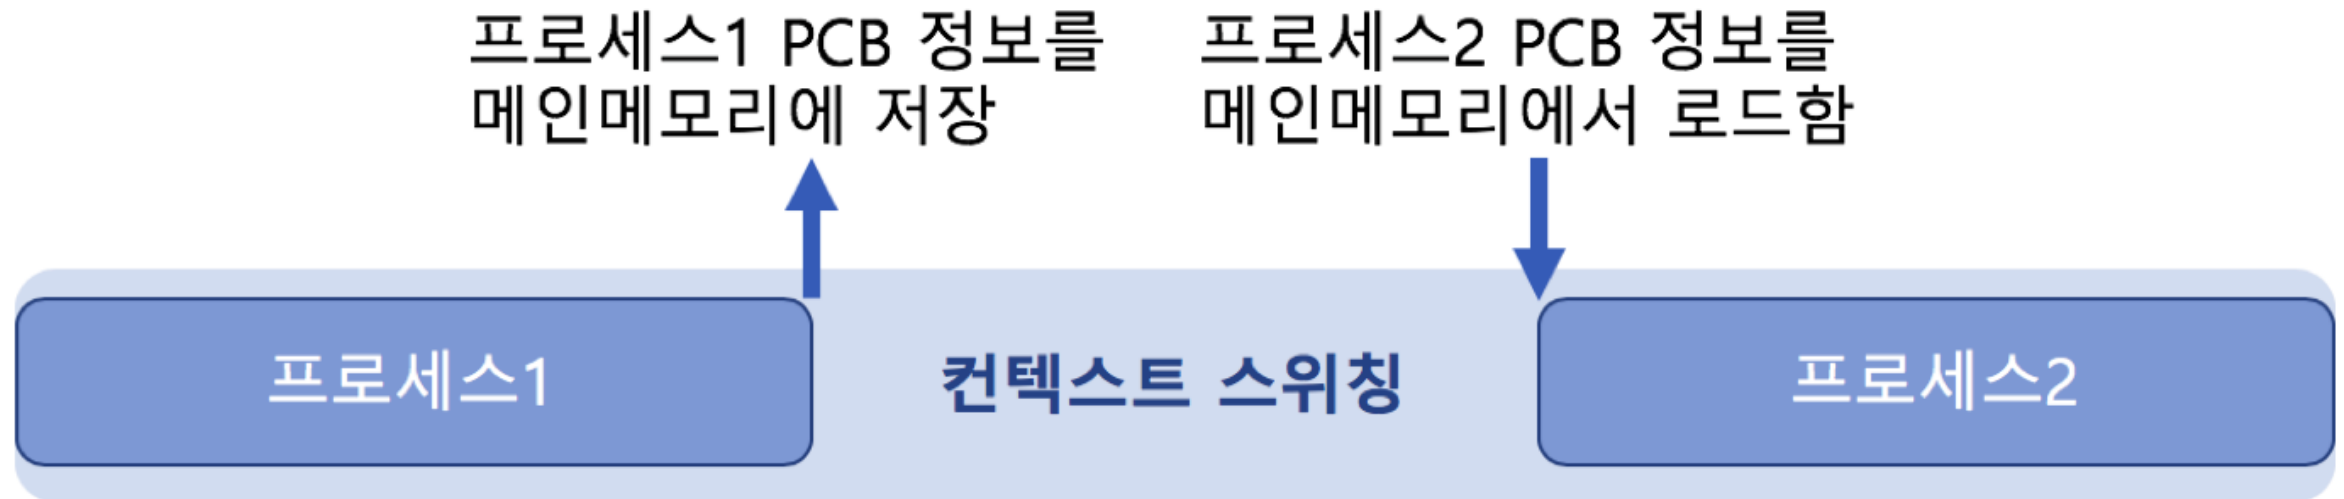 프로세스1 PCB 정보를
메인메모리에 저장
프로세스2 PCB 정보를
메인메모리에서 로드함
프로세스1
컨텍스트 스위칭
프로세스2